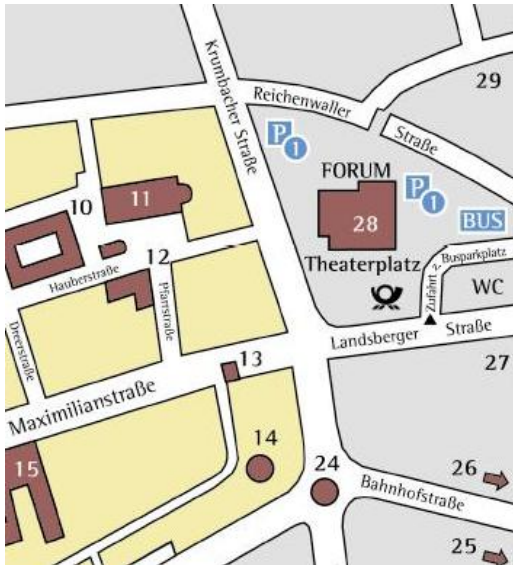 Krumbacher Straße
Reichenwaller
Straße
29
P
1
FORUM
P
1
11
10
28
BUS
12
Theaterplatz
Zufahrt z.
Busparkplatz
Hauberstraße
Pfarrstraße
WC
Dreerstraße
Landsberger
Straße
13
27
Maximilianstraße
14
15
24
26
Bahnhofstraße
25